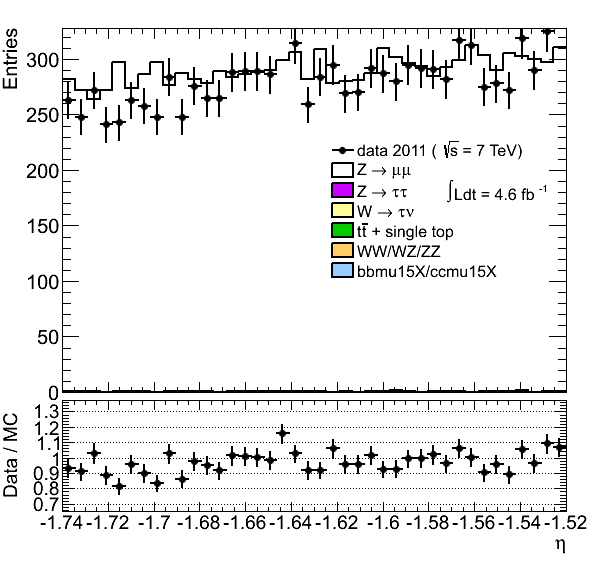 Entries
300
250
200
150
100
50
0
data 2011 ( √s = 7 TeV)
Z → μμ
Z → ττ
∫Ldt = 4.6 fb⁻¹
W → τν
tt̄ + single top
WW/WZ/ZZ
bbmu15X/ccmu15X
Data / MC
1.3
1.2
1.1
1
0.9
0.8
0.7
-1.74 -1.72 -1.7 -1.68 -1.66 -1.64 -1.62 -1.6 -1.58 -1.56 -1.54 -1.52
η